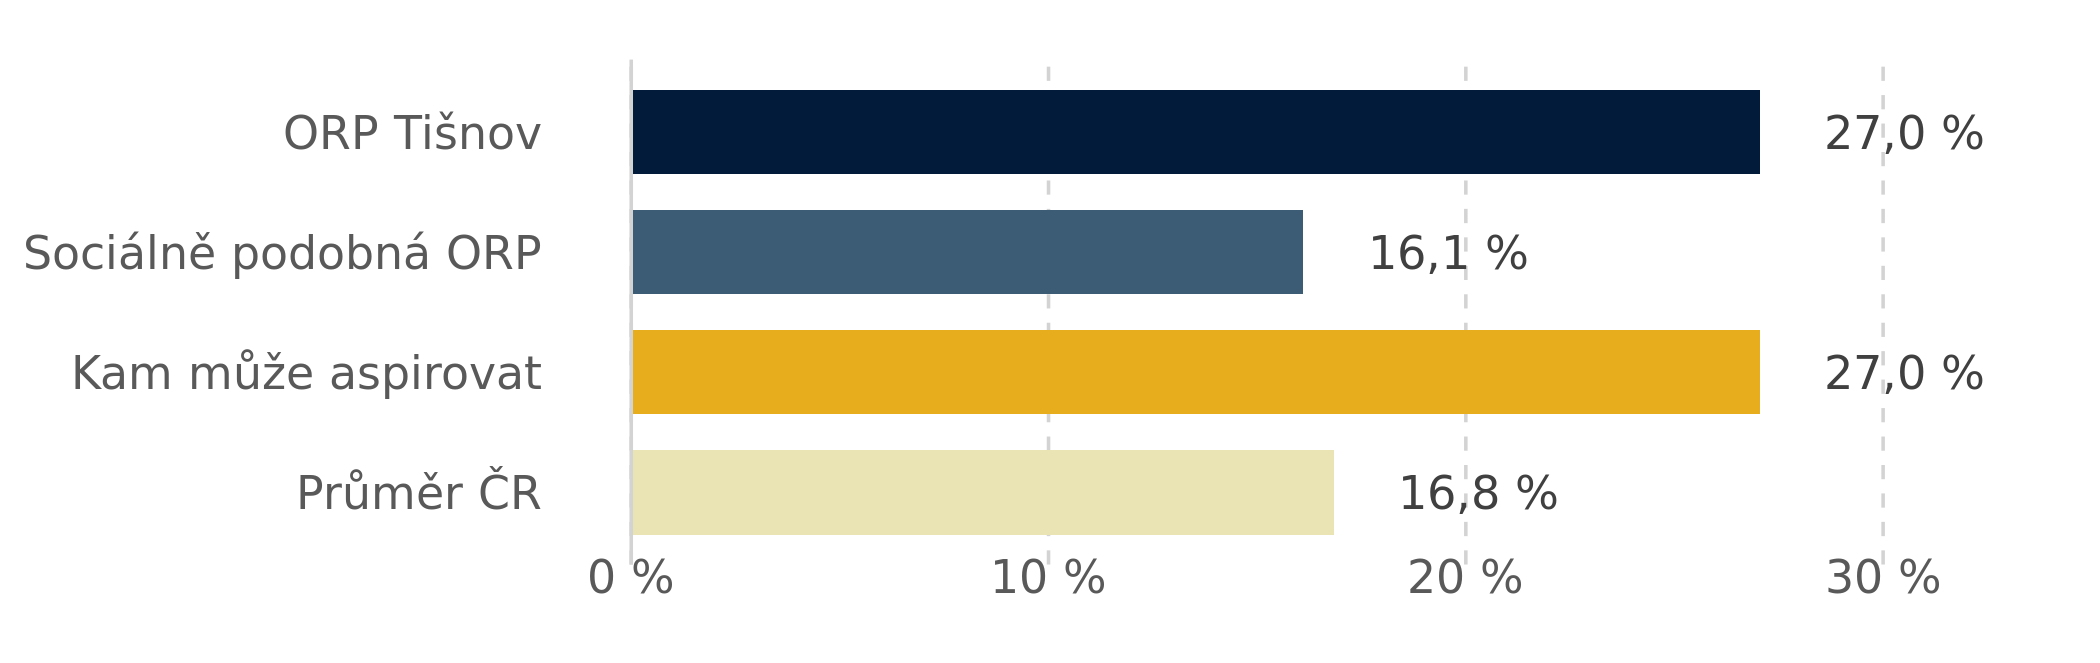 ORP Tišnov 27,0 %
Sociálně podobná ORP 16,1 %
Kam může aspirovat 27,0 %
Průměr ČR 16,8 %
0 % 10 % 20 % 30 %